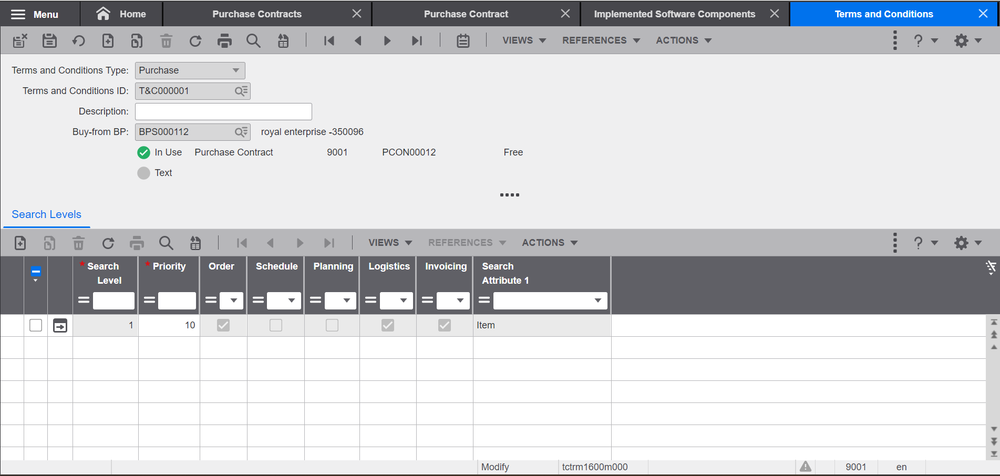 Menu Home Purchase Contracts Purchase Contract Implemented Software Components Terms and Conditions
VIEWS REFERENCES ACTIONS ?
Terms and Conditions Type: Purchase
Terms and Conditions ID: T&C000001
Description:
Buy-from BP: BPS000112 royal enterprise -350096
In Use Purchase Contract 9001 PCON00012 Free
Text
Search Levels
VIEWS REFERENCES ACTIONS ?
* Search Level * Priority Order Schedule Planning Logistics Invoicing Search Attribute 1
= = = = = = = =
1 10 Item
Modify tctrm1600m000 9001 en